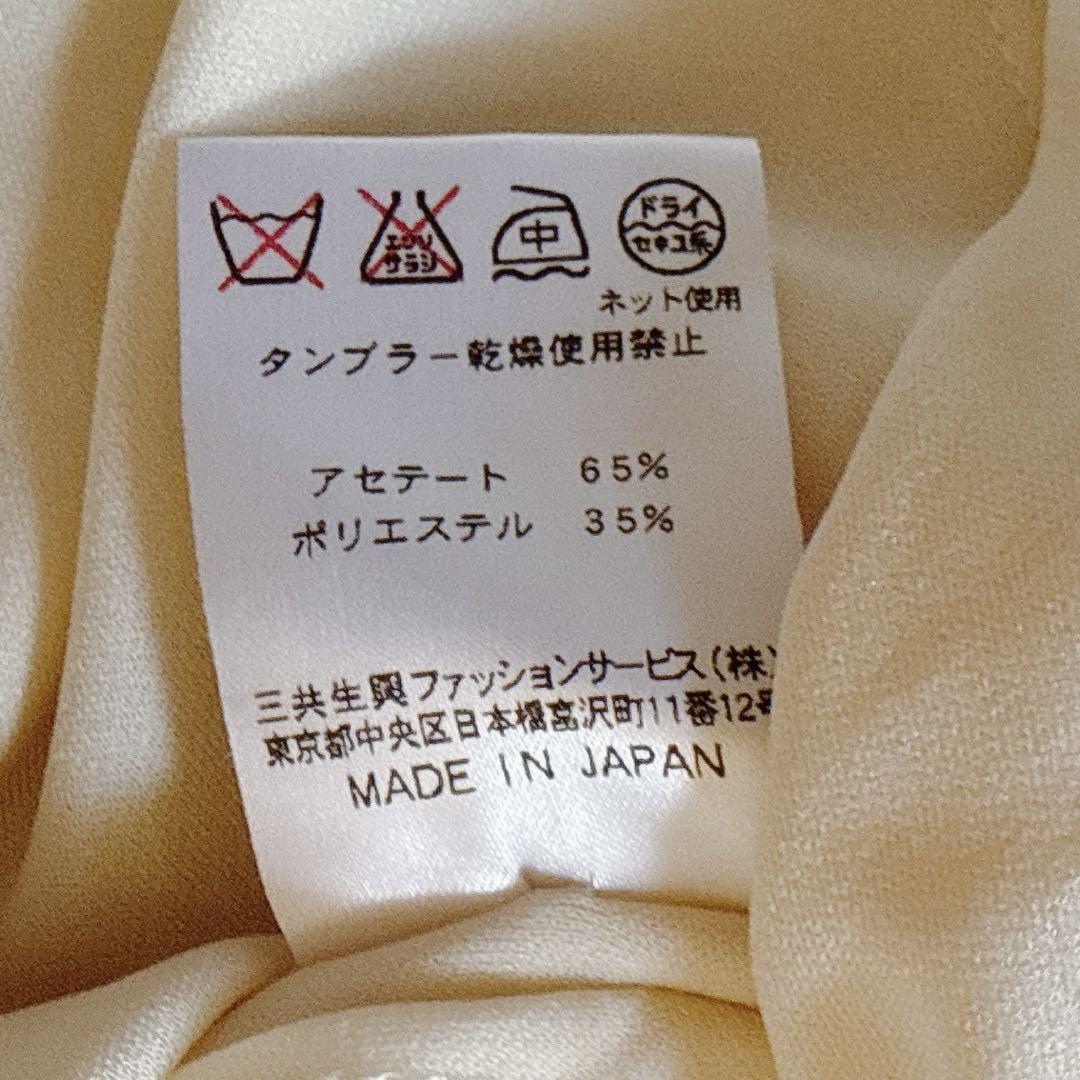 エンソ サラシ
中
ドライ
セキユ系
ネット使用
タンブラー乾燥使用禁止
アセテート 65%
ポリエステル 35%
三共生興ファッションサービス(株)
東京都中央区日本橋富沢町11番12号
MADE IN JAPAN